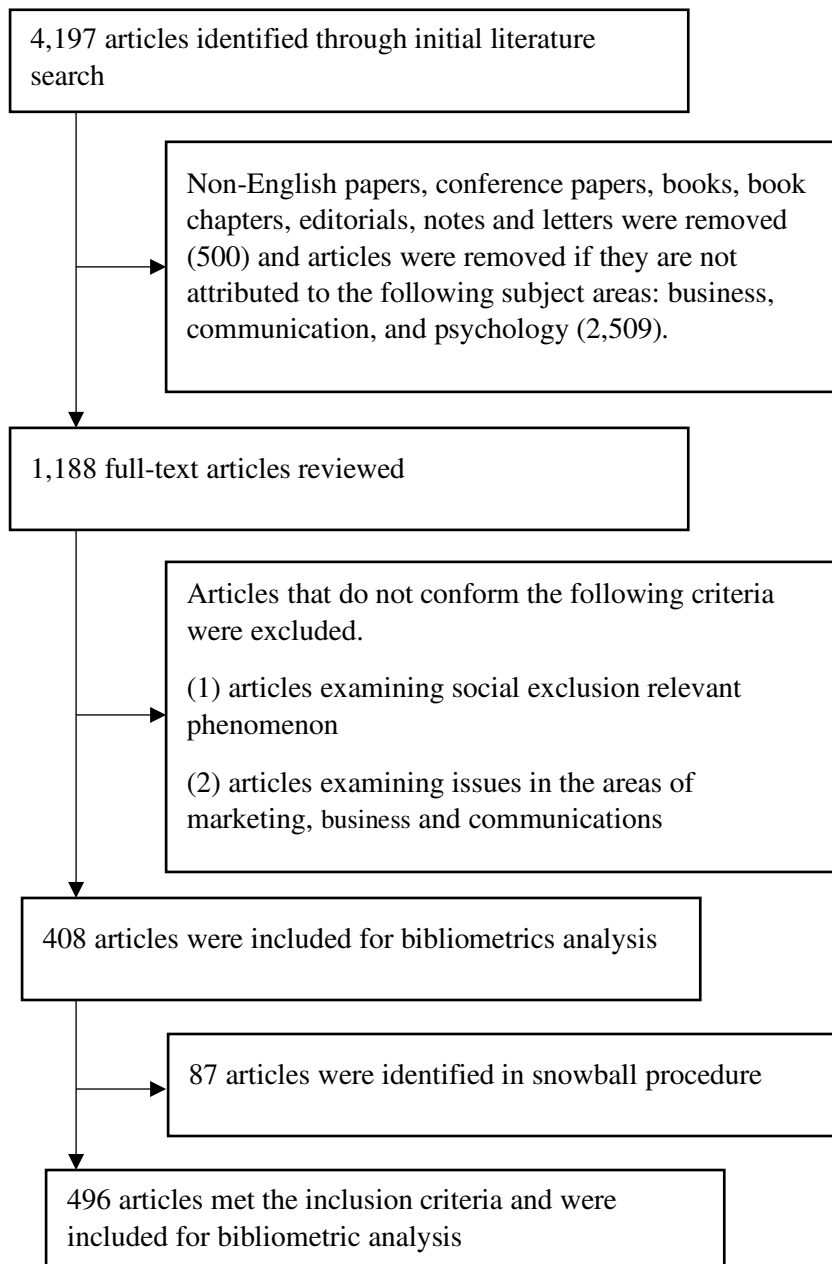 4,197 articles identified through initial literature
search
Non-English papers, conference papers, books, book
chapters, editorials, notes and letters were removed
(500) and articles were removed if they are not
attributed to the following subject areas: business,
communication, and psychology (2,509).
1,188 full-text articles reviewed
Articles that do not conform the following criteria
were excluded.
(1) articles examining social exclusion relevant
phenomenon
(2) articles examining issues in the areas of
marketing, business and communications
408 articles were included for bibliometrics analysis
87 articles were identified in snowball procedure
496 articles met the inclusion criteria and were
included for bibliometric analysis